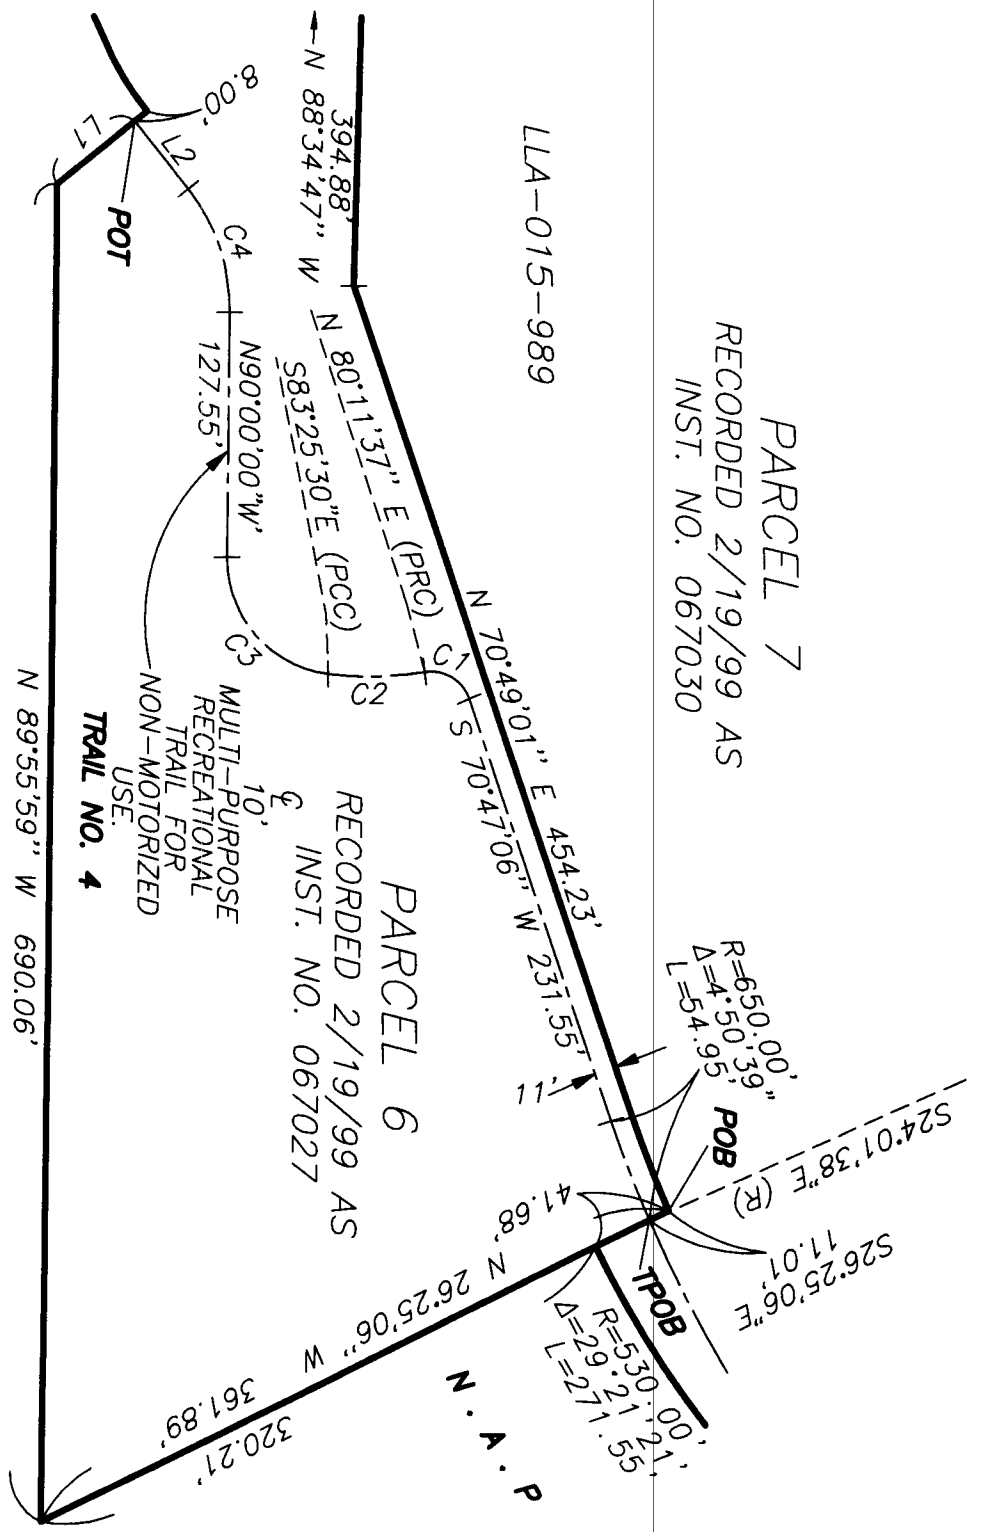 PARCEL 7
RECORDED 2/19/99 AS
INST. NO. 067030
LLA-015-989
394.88'
N 88°34'47" W
8.00'
L1
L2
POT
C4
N 80°11'37" E (PRC)
S83°25'30"E (PCC)
N90°00'00"W'
127.55'
C3
C2
C1
N 70°49'01" E 454.23'
S 70°47'06" W 231.55'
R=650.00'
Δ=4°50'39"
L=54.95'
11'
POB
S24°01'38"E (R)
S26°25'06"E
11.01'
41.68'
TPOB
R=530.00'
Δ=29°21'21'
L=271.55'
N 26°25'06" W 361.89'
320.21'
N.A.P
PARCEL 6
RECORDED 2/19/99 AS
INST. NO. 067027
℄
10'
MULTI-PURPOSE
RECREATIONAL
TRAIL FOR
NON-MOTORIZED
USE.
TRAIL NO. 4
N 89°55'59" W 690.06'